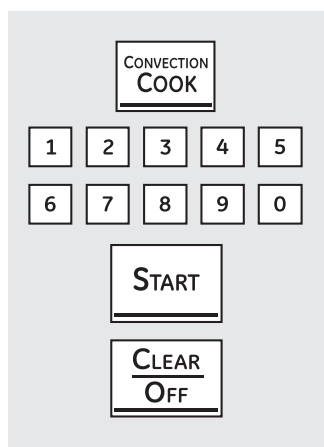 CONVECTION
COOK
1 2 3 4 5
6 7 8 9 0
START
CLEAR
OFF